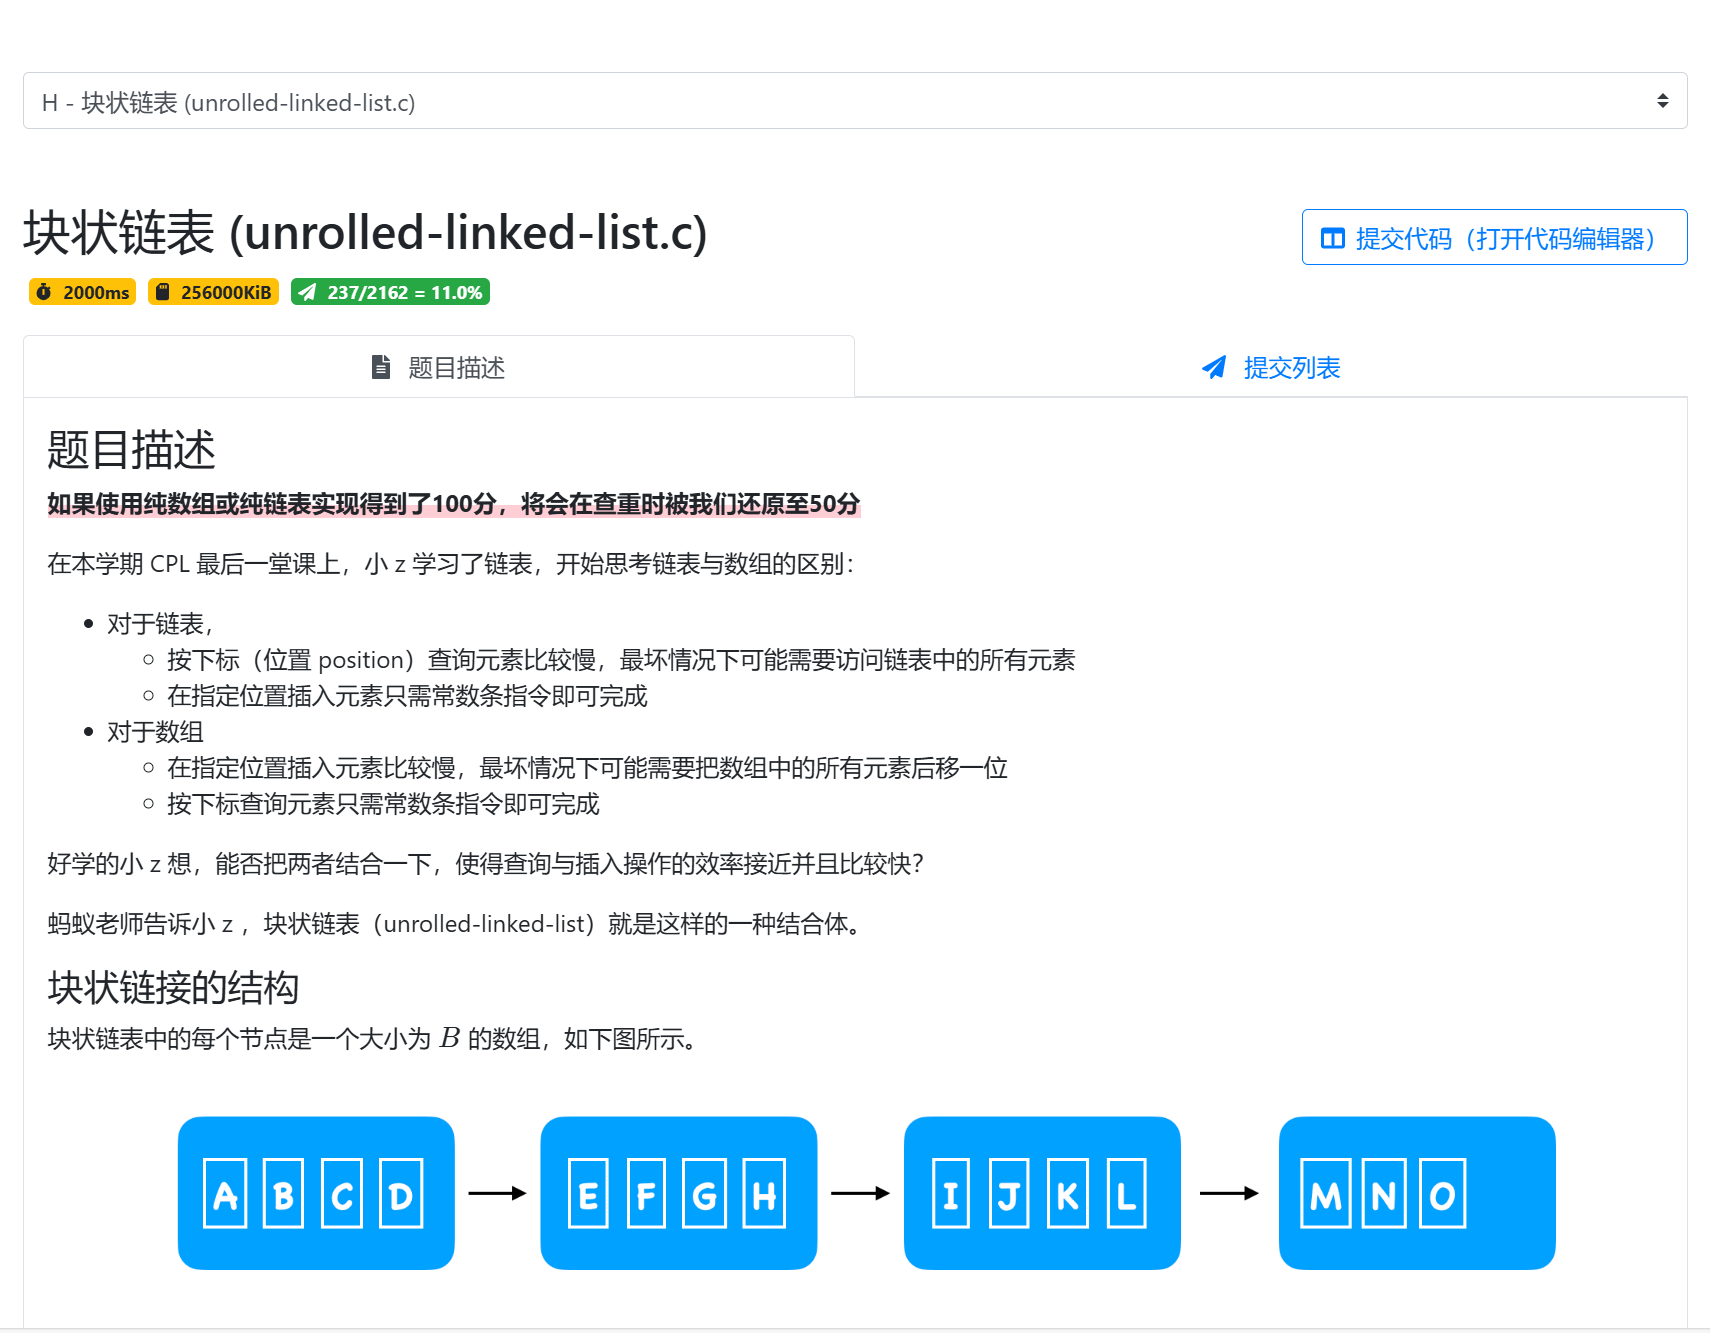 H - 块状链表 (unrolled-linked-list.c)
块状链表 (unrolled-linked-list.c)
提交代码（打开代码编辑器）
2000ms 256000KiB 237/2162 = 11.0%
题目描述 提交列表
题目描述
如果使用纯数组或纯链表实现得到了100分，将会在查重时被我们还原至50分
在本学期 CPL 最后一堂课上，小 z 学习了链表，开始思考链表与数组的区别：
对于链表，
按下标（位置 position）查询元素比较慢，最坏情况下可能需要访问链表中的所有元素
在指定位置插入元素只需常数条指令即可完成
对于数组
在指定位置插入元素比较慢，最坏情况下可能需要把数组中的所有元素后移一位
按下标查询元素只需常数条指令即可完成
好学的小 z 想，能否把两者结合一下，使得查询与插入操作的效率接近并且比较快？
蚂蚁老师告诉小 z ，块状链表（unrolled-linked-list）就是这样的一种结合体。
块状链接的结构
块状链表中的每个节点是一个大小为 B 的数组，如下图所示。
A B C D E F G H I J K L M N O